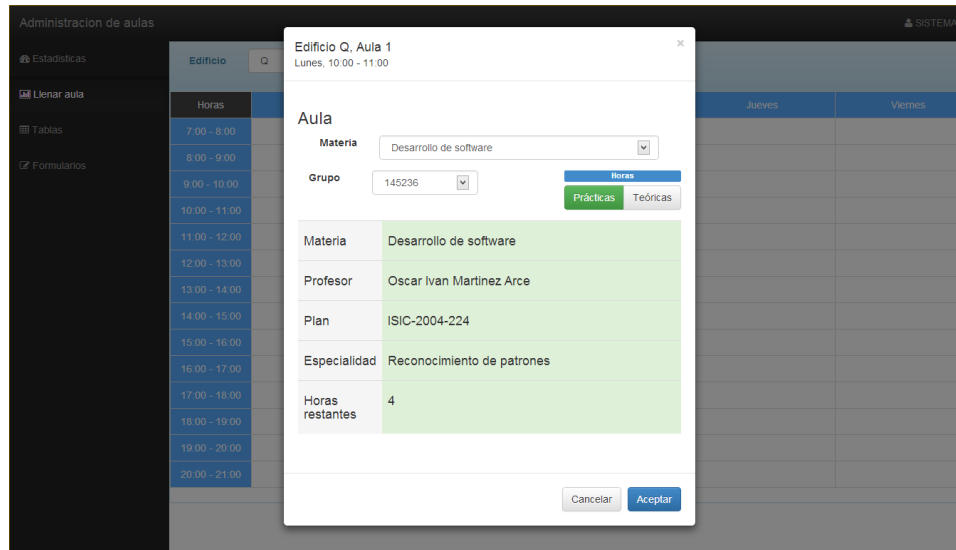 Administracion de aulas
SISTEMA
Estadisticas
Llenar aula
Tablas
Formularios
Edificio Q
Horas Jueves Viernes
7:00 - 8:00
8:00 - 9:00
9:00 - 10:00
10:00 - 11:00
11:00 - 12:00
12:00 - 13:00
13:00 - 14:00
14:00 - 15:00
15:00 - 16:00
16:00 - 17:00
17:00 - 18:00
18:00 - 19:00
19:00 - 20:00
20:00 - 21:00
Edificio Q, Aula 1 ×
Lunes, 10:00 - 11:00
Aula
Materia Desarrollo de software
Grupo 145236
Horas
Prácticas Teóricas
Materia Desarrollo de software
Profesor Oscar Ivan Martinez Arce
Plan ISIC-2004-224
Especialidad Reconocimiento de patrones
Horas restantes 4
Cancelar Aceptar